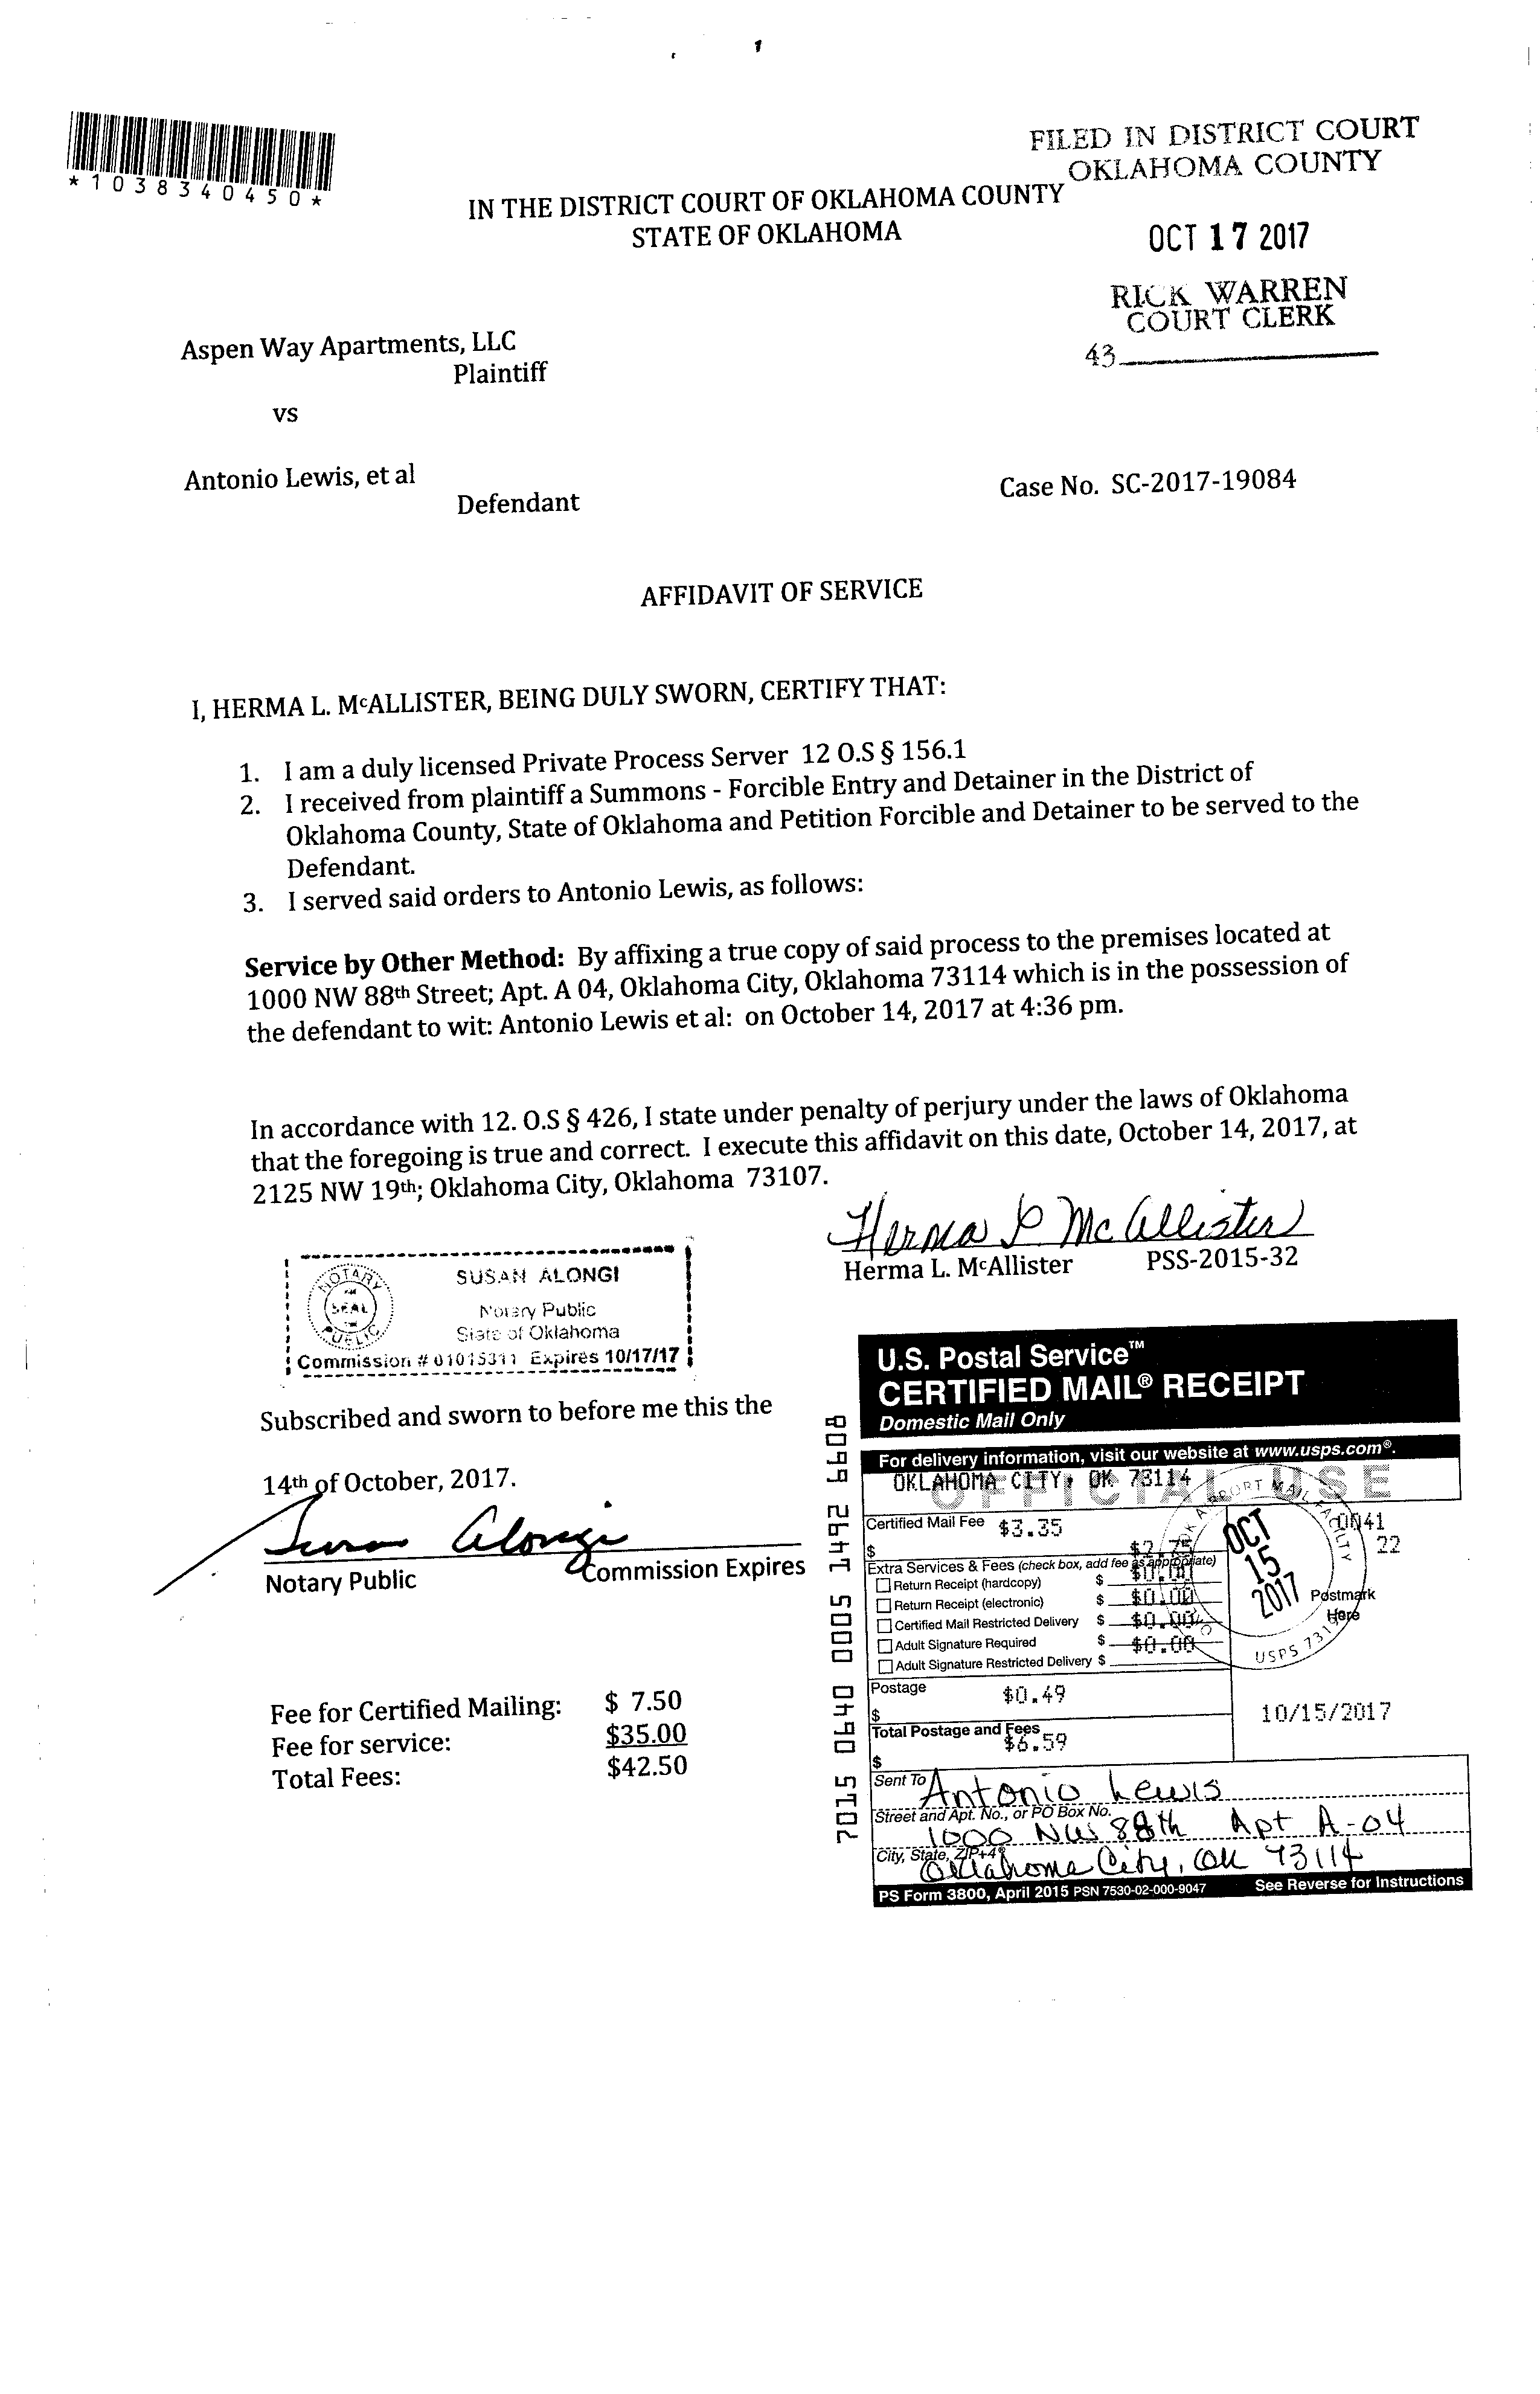 FILED IN DISTRICT COURT
OKLAHOMA COUNTY
*1038340450*
IN THE DISTRICT COURT OF OKLAHOMA COUNTY
STATE OF OKLAHOMA
OCT 17 2017
RICK WARREN
COURT CLERK
43
Aspen Way Apartments, LLC
Plaintiff
vs
Antonio Lewis, et al
Defendant
Case No. SC-2017-19084
AFFIDAVIT OF SERVICE
I, HERMA L. McALLISTER, BEING DULY SWORN, CERTIFY THAT:
1. I am a duly licensed Private Process Server 12 O.S § 156.1
2. I received from plaintiff a Summons - Forcible Entry and Detainer in the District of
Oklahoma County, State of Oklahoma and Petition Forcible and Detainer to be served to the
Defendant.
3. I served said orders to Antonio Lewis, as follows:
Service by Other Method: By affixing a true copy of said process to the premises located at
1000 NW 88th Street; Apt. A 04, Oklahoma City, Oklahoma 73114 which is in the possession of
the defendant to wit: Antonio Lewis et al: on October 14, 2017 at 4:36 pm.
In accordance with 12. O.S § 426, I state under penalty of perjury under the laws of Oklahoma
that the foregoing is true and correct. I execute this affidavit on this date, October 14, 2017, at
2125 NW 19th; Oklahoma City, Oklahoma 73107.
Herma L McAllister
Herma L. McAllister PSS-2015-32
NOTARY
SEAL
PUBLIC
SUSAN ALONGI
Notary Public
State of Oklahoma
Commission # 01015311 Expires 10/17/17
Subscribed and sworn to before me this the
14th of October, 2017.
Susan Alongi
Notary Public Commission Expires
Fee for Certified Mailing: $ 7.50
Fee for service: $35.00
Total Fees: $42.50
7015 0640 0005 1492 6608
U.S. Postal Service™
CERTIFIED MAIL® RECEIPT
Domestic Mail Only
For delivery information, visit our website at www.usps.com®.
OFFICIAL USE
OKLAHOMA CITY, OK 73114
Certified Mail Fee $3.35
$ $2.75
Extra Services & Fees (check box, add fee as appropriate)
Return Receipt (hardcopy) $ $0.00
Return Receipt (electronic) $ $0.00
Certified Mail Restricted Delivery $ $0.00
Adult Signature Required $ $0.00
Adult Signature Restricted Delivery $
Postage $0.49
$
Total Postage and Fees $6.59
$
0041
22
AIRPORT MAIL FACILITY
OCT
15
2017
USPS
Postmark
Here
10/15/2017
Sent To Antonio Lewis
Street and Apt. No., or PO Box No. 1000 NW 88th Apt A-04
City, State, ZIP+4® Oklahoma City, OK 73114
PS Form 3800, April 2015 PSN 7530-02-000-9047 See Reverse for Instructions